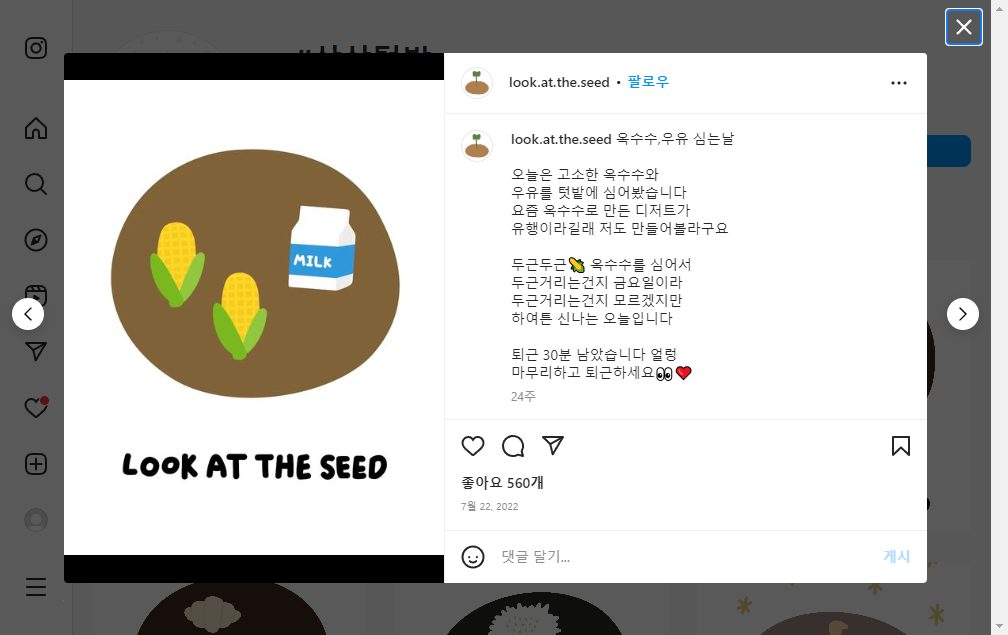 look.at.the.seed • 팔로우
MILK
LOOK AT THE SEED
look.at.the.seed 옥수수,우유 심는날
오늘은 고소한 옥수수와
우유를 텃밭에 심어봤습니다
요즘 옥수수로 만든 디저트가
유행이라길래 저도 만들어볼라구요
두근두근🌽 옥수수를 심어서
두근거리는건지 금요일이라
두근거리는건지 모르겠지만
하여튼 신나는 오늘입니다
퇴근 30분 남았습니다 얼렁
마무리하고 퇴근하세요👀❤️
24주
좋아요 560개
7월 22, 2022
댓글 달기...
게시